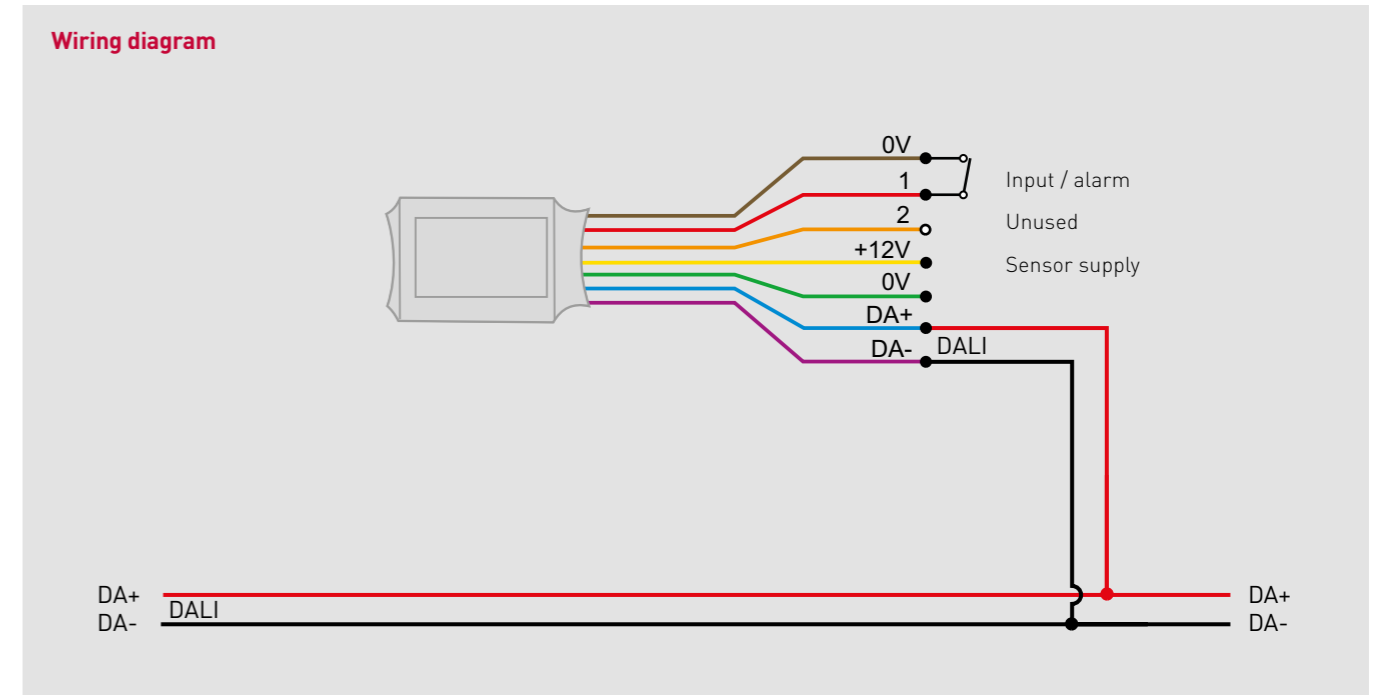 Wiring diagram
0V
1
Input / alarm
2
Unused
+12V
Sensor supply
0V
DA+
DA- DALI
DA+
DALI
DA-
DA+
DA-